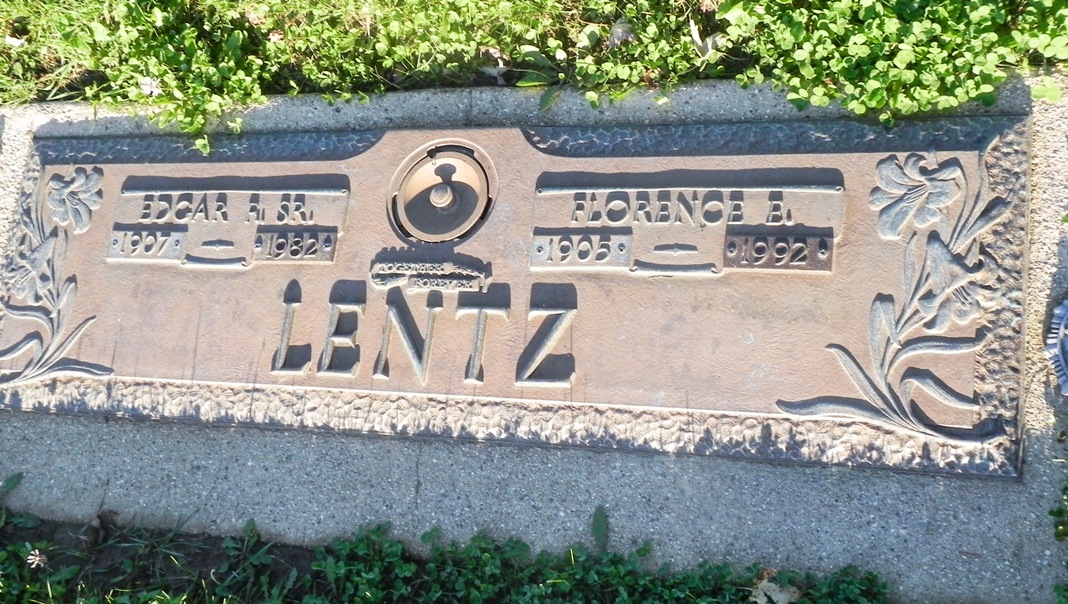 EDGAR F. SR.
1907 1982
FLORENCE E.
1905 1992
TOGETHER
FOREVER
LENTZ